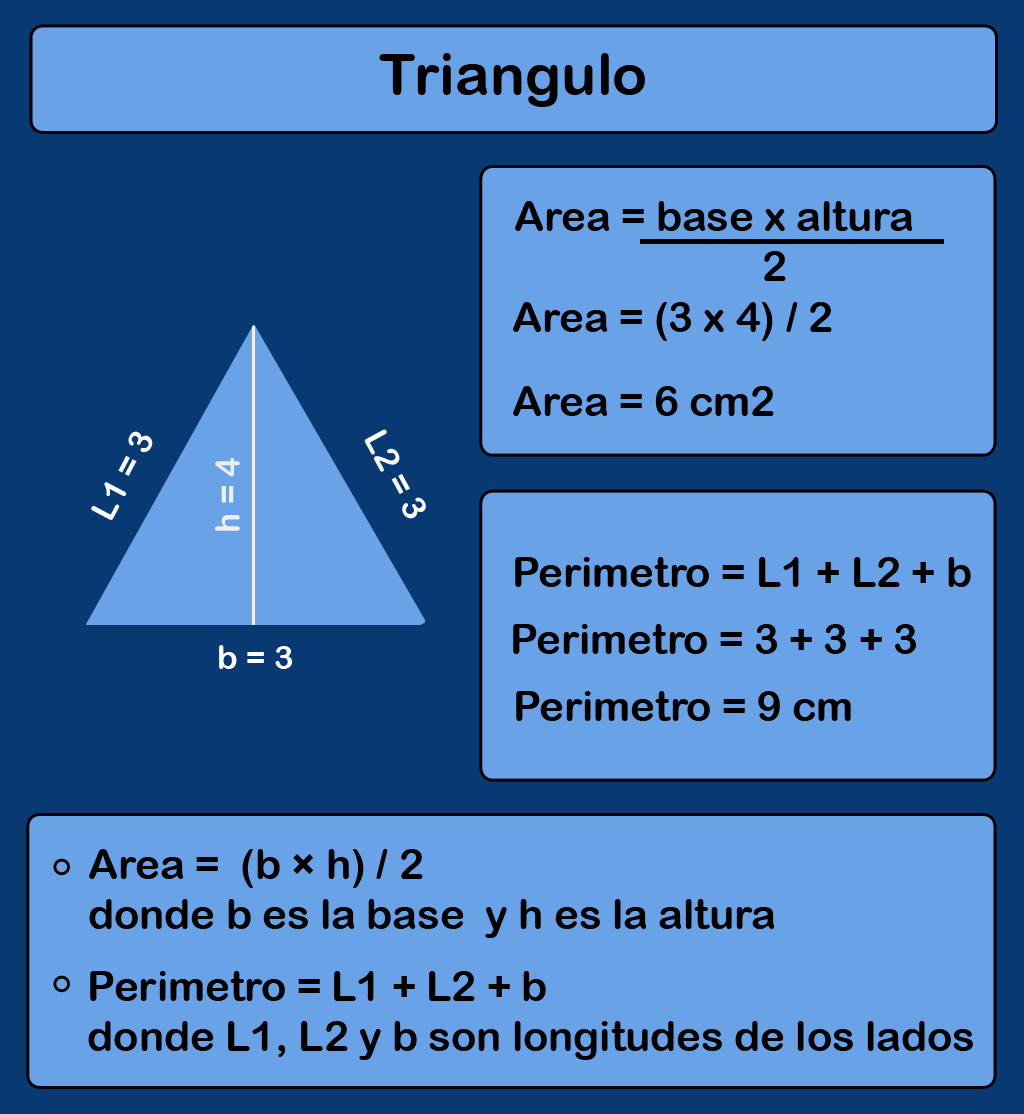 Triangulo
Area = base x altura
2
Area = (3 x 4) / 2
Area = 6 cm2
L1 = 3
h = 4
L2 = 3
b = 3
Perimetro = L1 + L2 + b
Perimetro = 3 + 3 + 3
Perimetro = 9 cm
Area = (b × h) / 2
donde b es la base y h es la altura
Perimetro = L1 + L2 + b
donde L1, L2 y b son longitudes de los lados